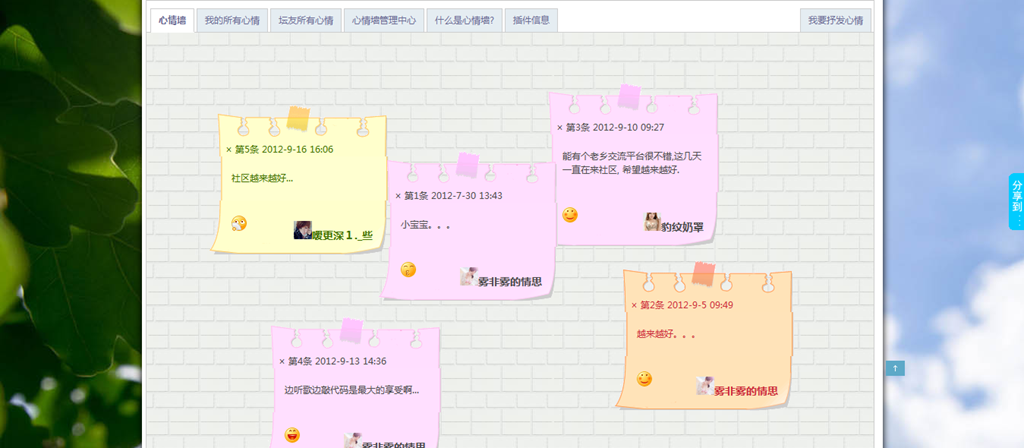 心情墙 我的所有心情 坛友所有心情 心情墙管理中心 什么是心情墙? 插件信息 我要抒发心情
× 第5条 2012-9-16 16:06
社区越来越好...
暖更深１._些
× 第1条 2012-7-30 13:43
小宝宝。。。
雾非雾的情思
× 第3条 2012-9-10 09:27
能有个老乡交流平台很不错,这几天
一直在来社区, 希望越来越好.
豹纹奶罩
× 第2条 2012-9-5 09:49
越来越好。。。
雾非雾的情思
× 第4条 2012-9-13 14:36
边听歌边敲代码是最大的享受啊...
雾非雾的情思
分享到
↑